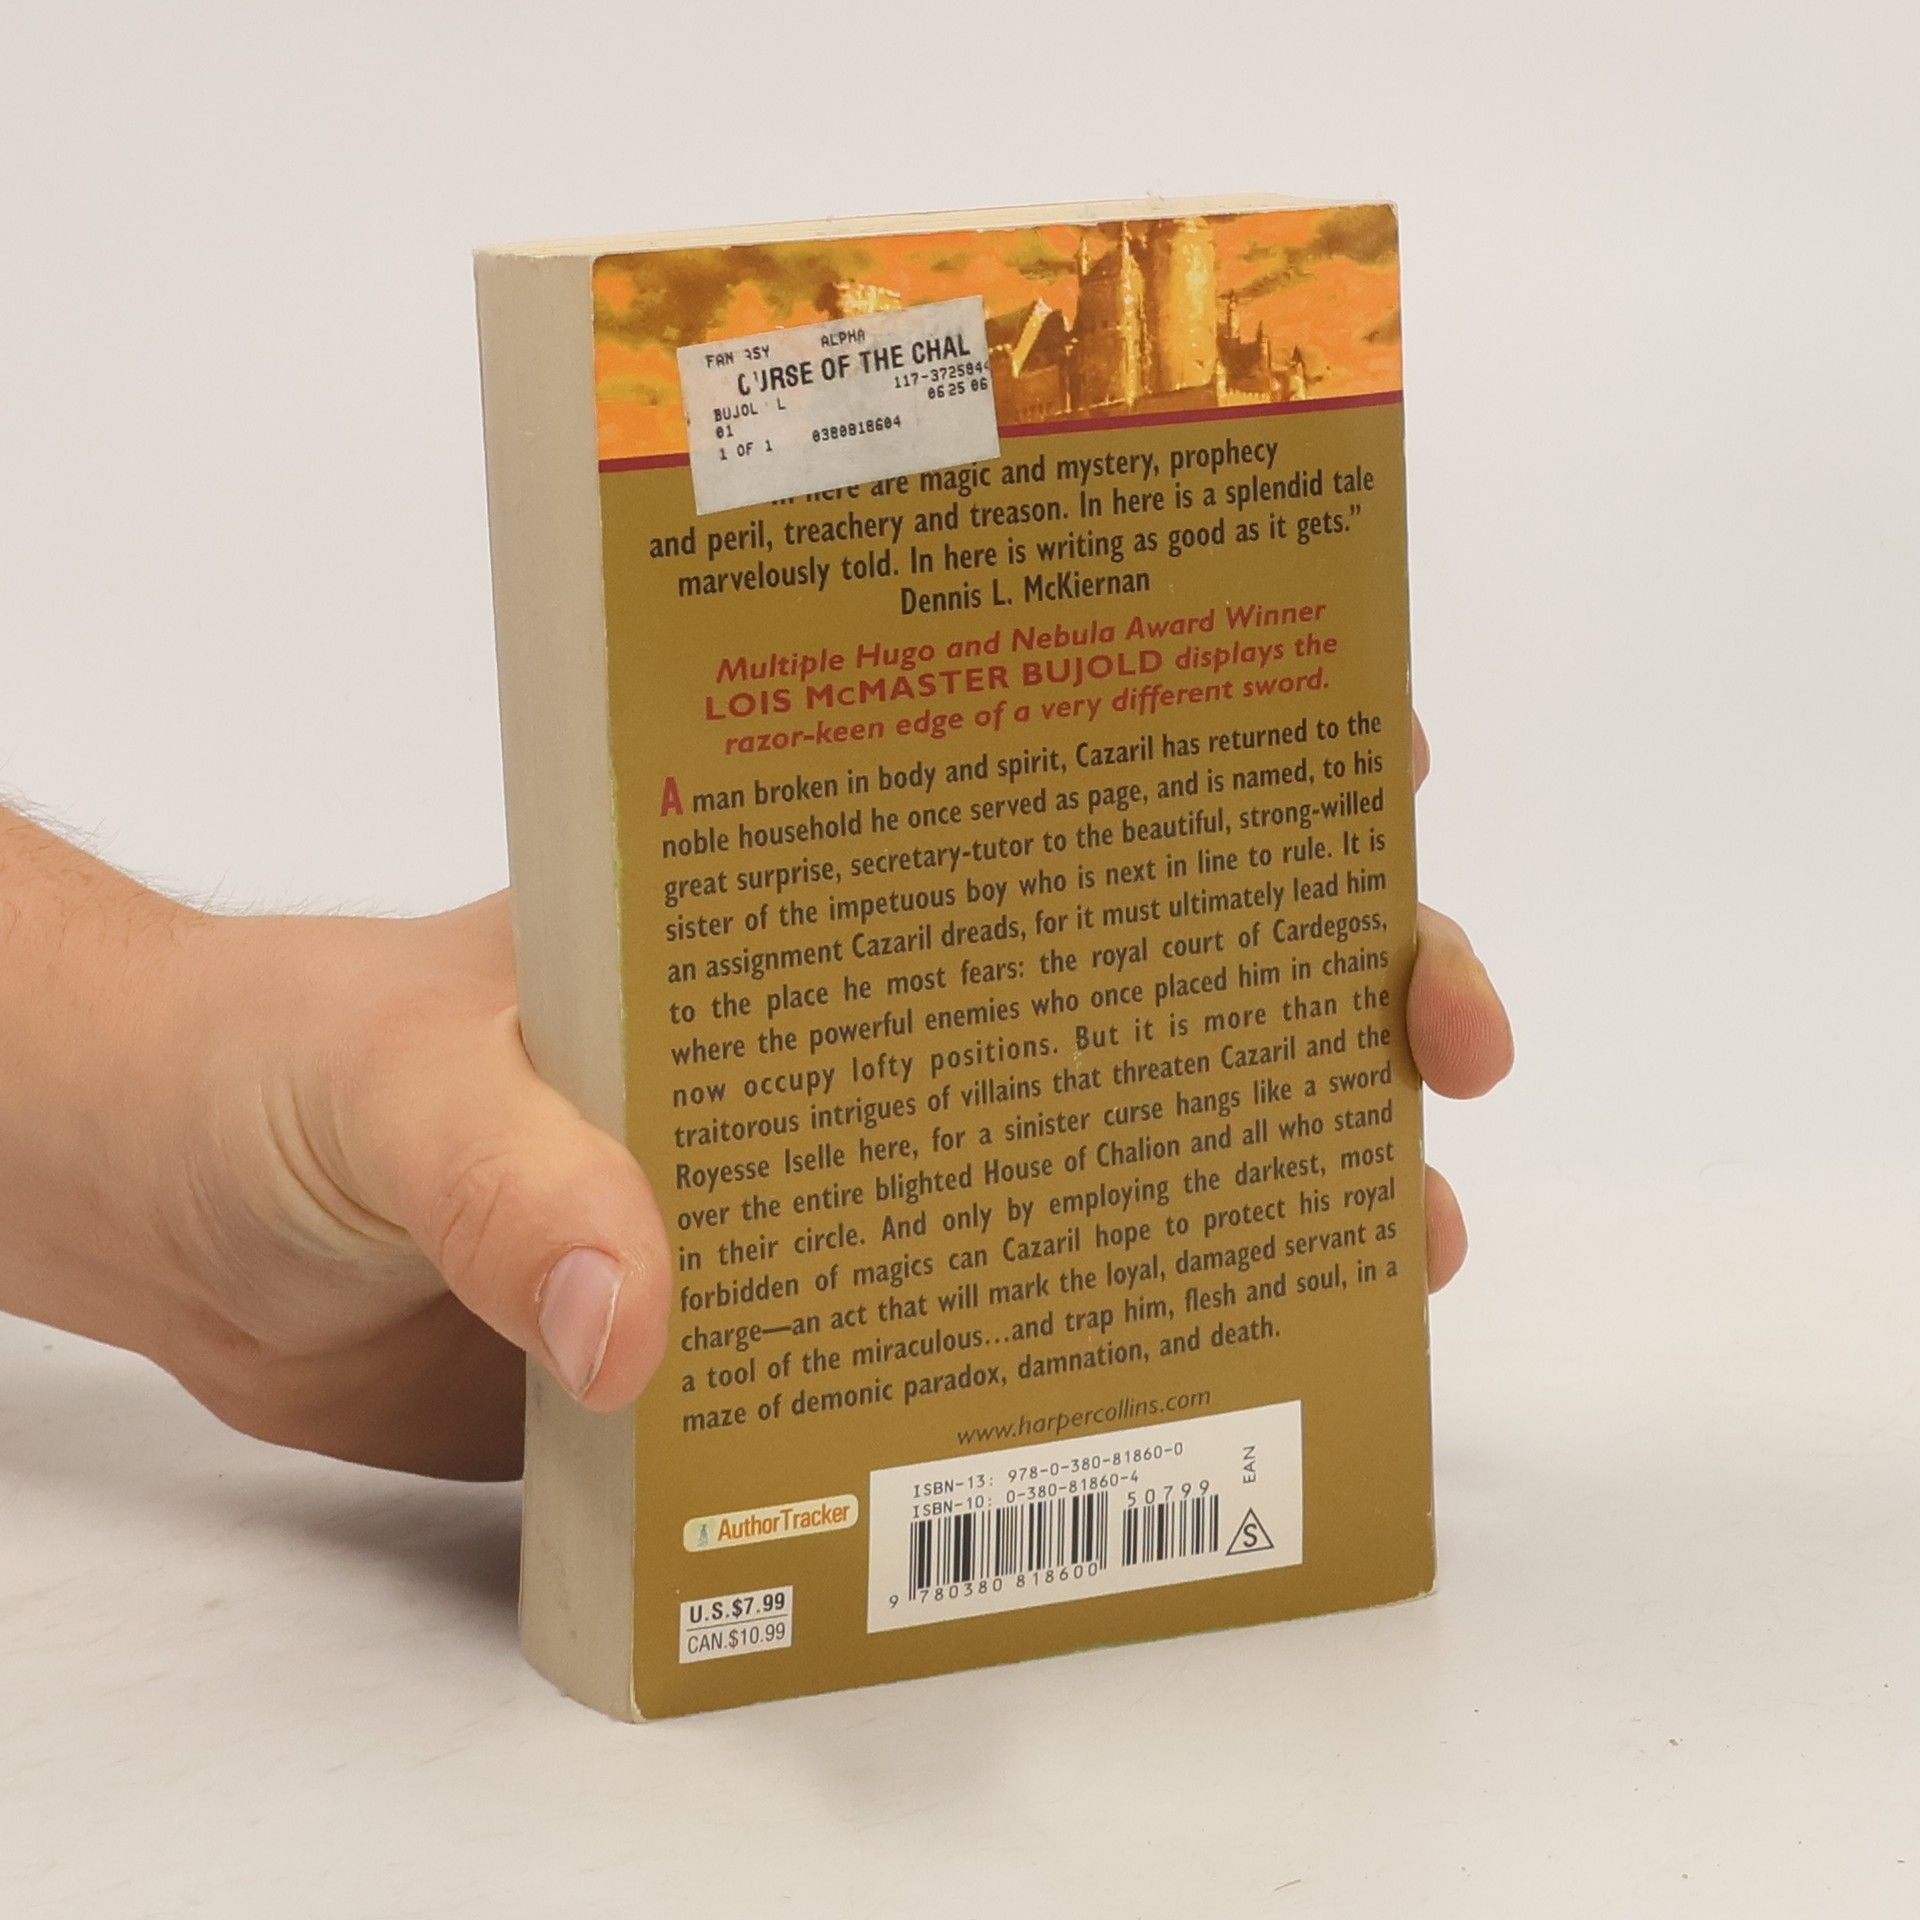 ALPHA
OF THE CHAL
117-372584
06 25 06
01
1 OF 1 0380818604
are magic and mystery, prophecy
and peril, treachery and treason. In here is a splendid tale
marvelously told. In here is writing as good as it gets.”
Dennis L. McKiernan
Multiple Hugo and Nebula Award Winner
LOIS McMASTER BUJOLD displays the
razor-keen edge of a very different sword.
A man broken in body and spirit, Cazaril has returned to the
noble household he once served as page, and is named, to his
great surprise, secretary-tutor to the beautiful, strong-willed
sister of the impetuous boy who is next in line to rule. It is
an assignment Cazaril dreads, for it must ultimately lead him
to the place he most fears: the royal court of Cardegoss,
where the powerful enemies who once placed him in chains
now occupy lofty positions. But it is more than the
traitorous intrigues of villains that threaten Cazaril and the
Royesse Iselle here, for a sinister curse hangs like a sword
over the entire blighted House of Chalion and all who stand
in their circle. And only by employing the darkest, most
forbidden of magics can Cazaril hope to protect his royal
charge—an act that will mark the loyal, damaged servant as
a tool of the miraculous…and trap him, flesh and soul, in a
maze of demonic paradox, damnation, and death.
www.harpercollins.com
ISBN-13: 978-0-380-81860-0
ISBN-10: 0-380-81860-4
50799
EAN
S
9 780380 818600
AuthorTracker
U.S.$7.99
CAN.$10.99